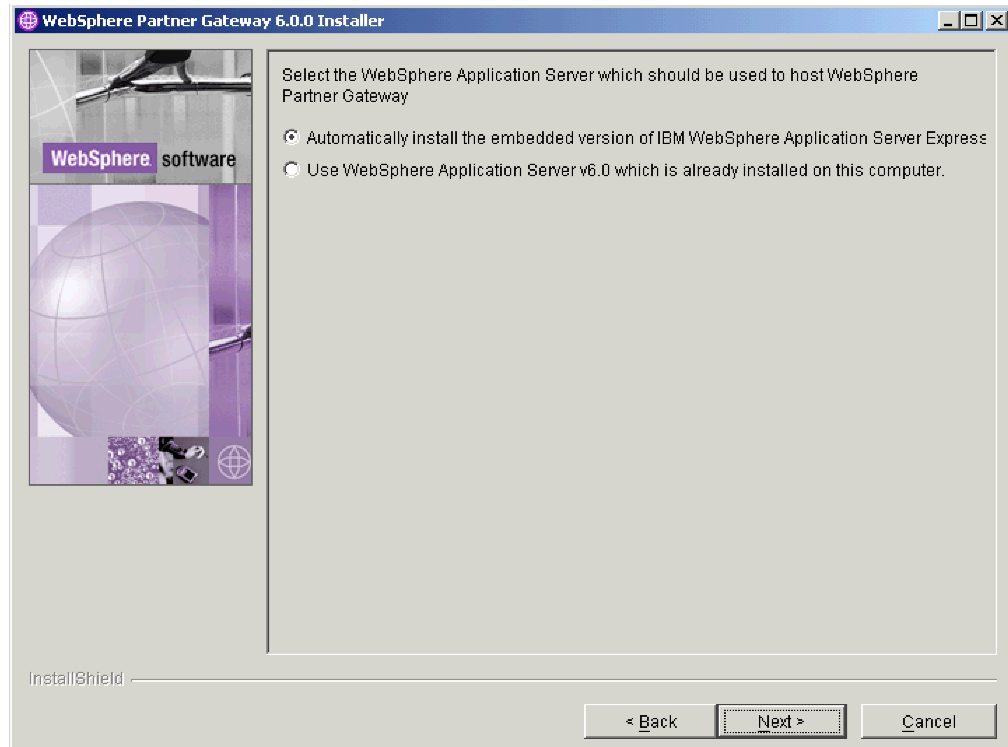 WebSphere Partner Gateway 6.0.0 Installer
WebSphere. software
Select the WebSphere Application Server which should be used to host WebSphere
Partner Gateway
Automatically install the embedded version of IBM WebSphere Application Server Express
Use WebSphere Application Server v6.0 which is already installed on this computer.
InstallShield
< Back
Next >
Cancel